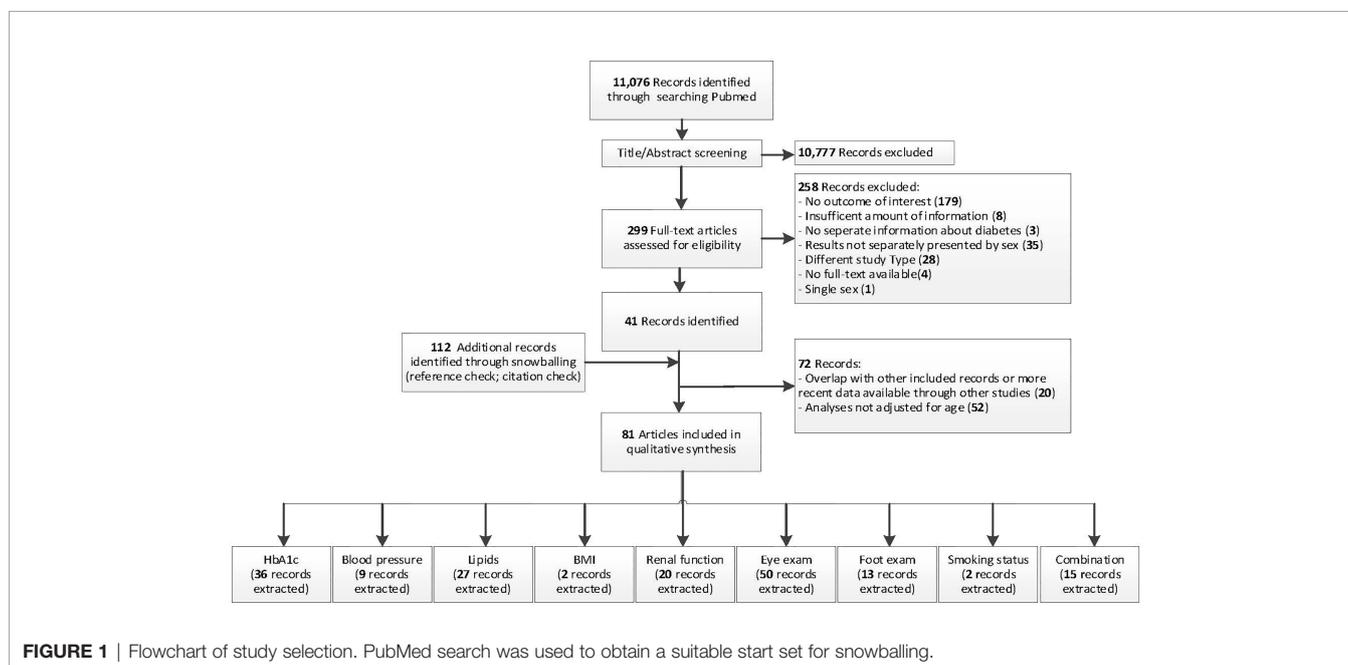 11,076 Records identified
through searching Pubmed
Title/Abstract screening
10,777 Records excluded
299 Full-text articles
assessed for eligibility
258 Records excluded:
- No outcome of interest (179)
- Insufficient amount of information (8)
- No seperate information about diabetes (3)
- Results not separately presented by sex (35)
- Different study Type (28)
- No full-text available(4)
- Single sex (1)
41 Records identified
112 Additional records
identified through snowballing
(reference check; citation check)
72 Records:
- Overlap with other included records or more
recent data available through other studies (20)
- Analyses not adjusted for age (52)
81 Articles included in
qualitative synthesis
HbA1c
(36 records
extracted)
Blood pressure
(9 records
extracted)
Lipids
(27 records
extracted)
BMI
(2 records
extracted)
Renal function
(20 records
extracted)
Eye exam
(50 records
extracted)
Foot exam
(13 records
extracted)
Smoking status
(2 records
extracted)
Combination
(15 records
extracted)
FIGURE 1 | Flowchart of study selection. PubMed search was used to obtain a suitable start set for snowballing.